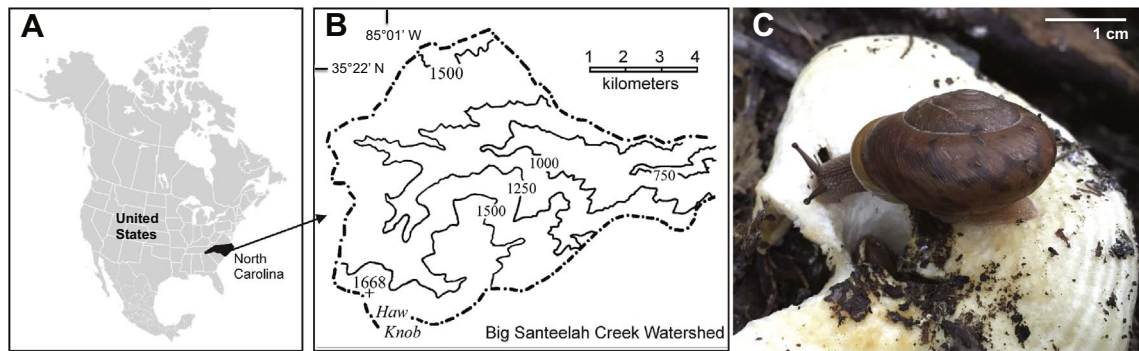 A
United
States
North
Carolina
B
85°01' W
35°22' N
1500
1 2 3 4
kilometers
1000
750
1250
1500
1668
Haw
Knob
Big Santeelah Creek Watershed
C
1 cm